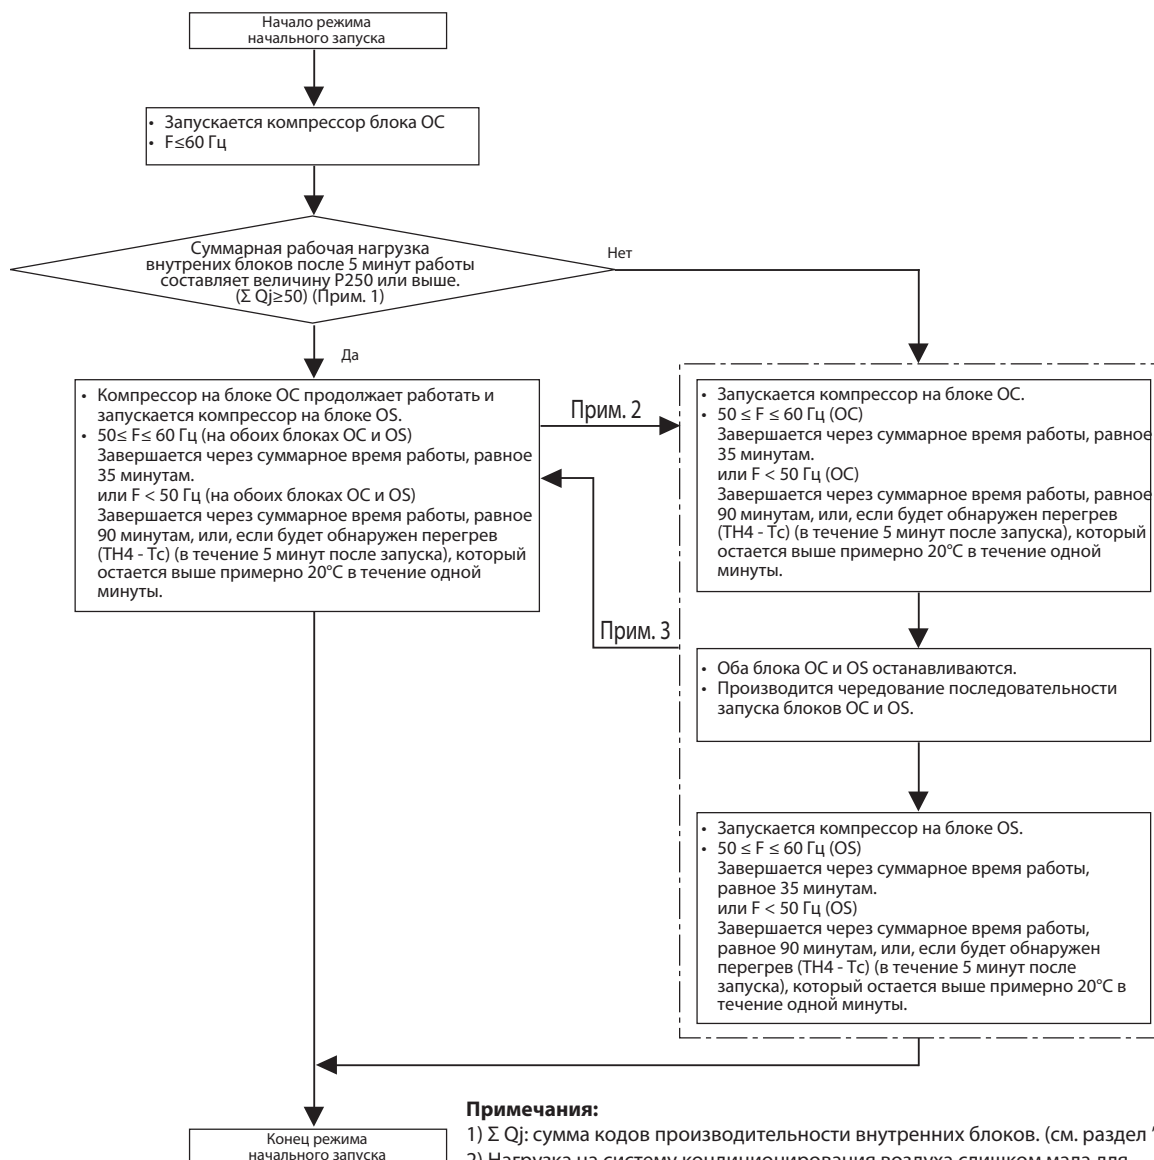 Начало режима
начального запуска
• Запускается компрессор блока OC
• F≤60 Гц
Суммарная рабочая нагрузка
внутрених блоков после 5 минут работы
составляет величину P250 или выше.
(Σ Qj≥50) (Прим. 1)
Нет
Да
• Компрессор на блоке OC продолжает работать и
запускается компрессор на блоке OS.
• 50≤ F≤ 60 Гц (на обоих блоках OC и OS)
Завершается через суммарное время работы, равное
35 минутам.
или F < 50 Гц (на обоих блоках OC и OS)
Завершается через суммарное время работы, равное
90 минутам, или, если будет обнаружен перегрев
(TH4 - Tc) (в течение 5 минут после запуска), который
остается выше примерно 20°C в течение одной
минуты.
Прим. 2
Прим. 3
• Запускается компрессор на блоке OC.
• 50 ≤ F ≤ 60 Гц (OC)
Завершается через суммарное время работы, равное
35 минутам.
или F < 50 Гц (OC)
Завершается через суммарное время работы, равное
90 минутам, или, если будет обнаружен перегрев
(TH4 - Tc) (в течение 5 минут после запуска), который
остается выше примерно 20°C в течение одной
минуты.
• Оба блока OC и OS останавливаются.
• Производится чередование последовательности
запуска блоков OC и OS.
• Запускается компрессор на блоке OS.
• 50 ≤ F ≤ 60 Гц (OS)
Завершается через суммарное время работы,
равное 35 минутам.
или F < 50 Гц (OS)
Завершается через суммарное время работы,
равное 90 минутам, или, если будет обнаружен
перегрев (TH4 - Tc) (в течение 5 минут после
запуска), который остается выше примерно 20°C в
течение одной минуты.
Конец режима
начального запуска
Примечания:
1) Σ Qj: сумма кодов производительности внутренних блоков. (см. раздел "
2) Нагрузка на систему кондиционирования воздуха слишком мала для